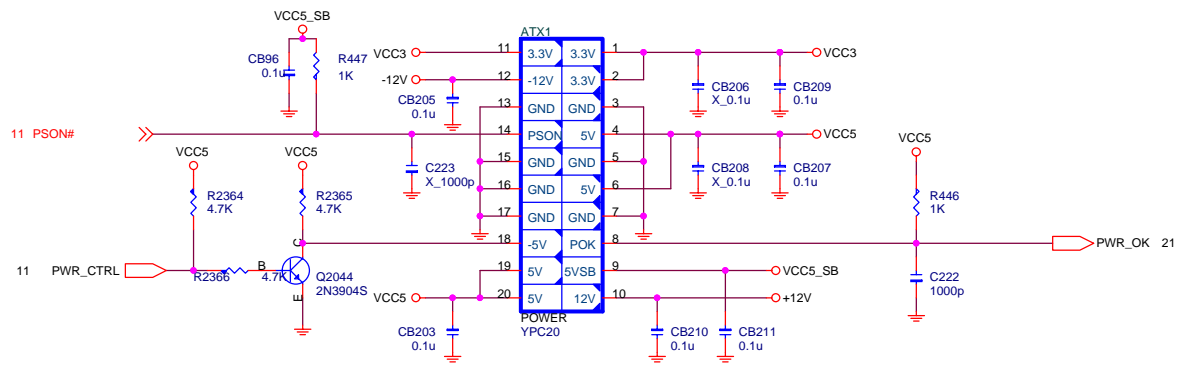 VCC5_SB
ATX1
CB96
0.1u
R447
1K
VCC3
11
3.3V
3.3V
1
VCC3
-12V
12
-12V
3.3V
2
CB205
0.1u
CB206
X_0.1u
CB209
0.1u
13
GND
GND
3
11 PSON#
14
PSON
5V
4
VCC5
VCC5
VCC5
VCC5
15
GND
GND
5
C223
X_1000p
CB208
X_0.1u
CB207
0.1u
16
GND
5V
6
R2364
4.7K
R2365
4.7K
R446
1K
17
GND
GND
7
18
-5V
POK
8
PWR_OK 21
C
11 PWR_CTRL
R2366
4.7K
B
Q2044
2N3904S
E
19
5V
5VSB
9
VCC5_SB
C222
1000p
VCC5
20
5V
12V
10
+12V
POWER
YPC20
CB203
0.1u
CB210
0.1u
CB211
0.1u